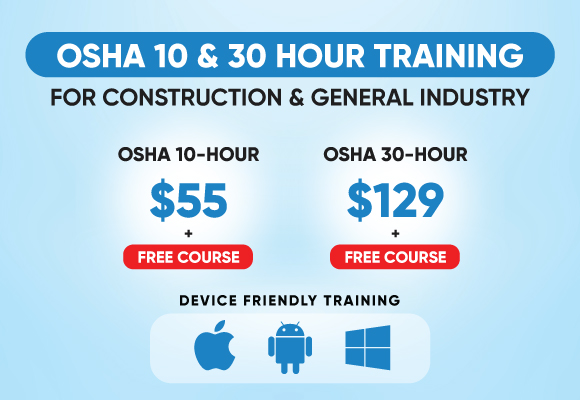 OSHA 10 & 30 HOUR TRAINING
FOR CONSTRUCTION & GENERAL INDUSTRY
OSHA 10-HOUR
$55
+
FREE COURSE
OSHA 30-HOUR
$129
+
FREE COURSE
DEVICE FRIENDLY TRAINING